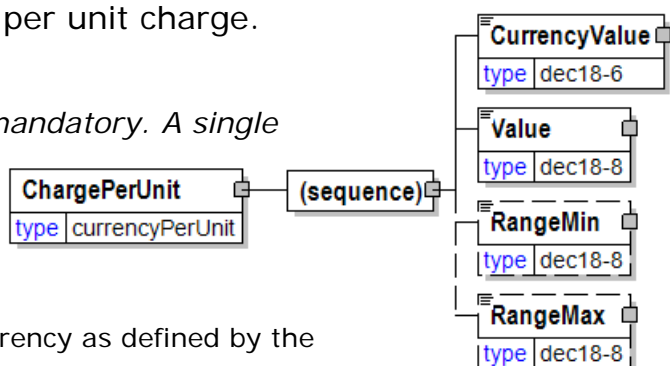 per unit charge.
CurrencyValue
type dec18-6
mandatory. A single
Value
type dec18-8
ChargePerUnit
type currencyPerUnit
(sequence)
RangeMin
type dec18-8
RangeMax
type dec18-8
rency as defined by the